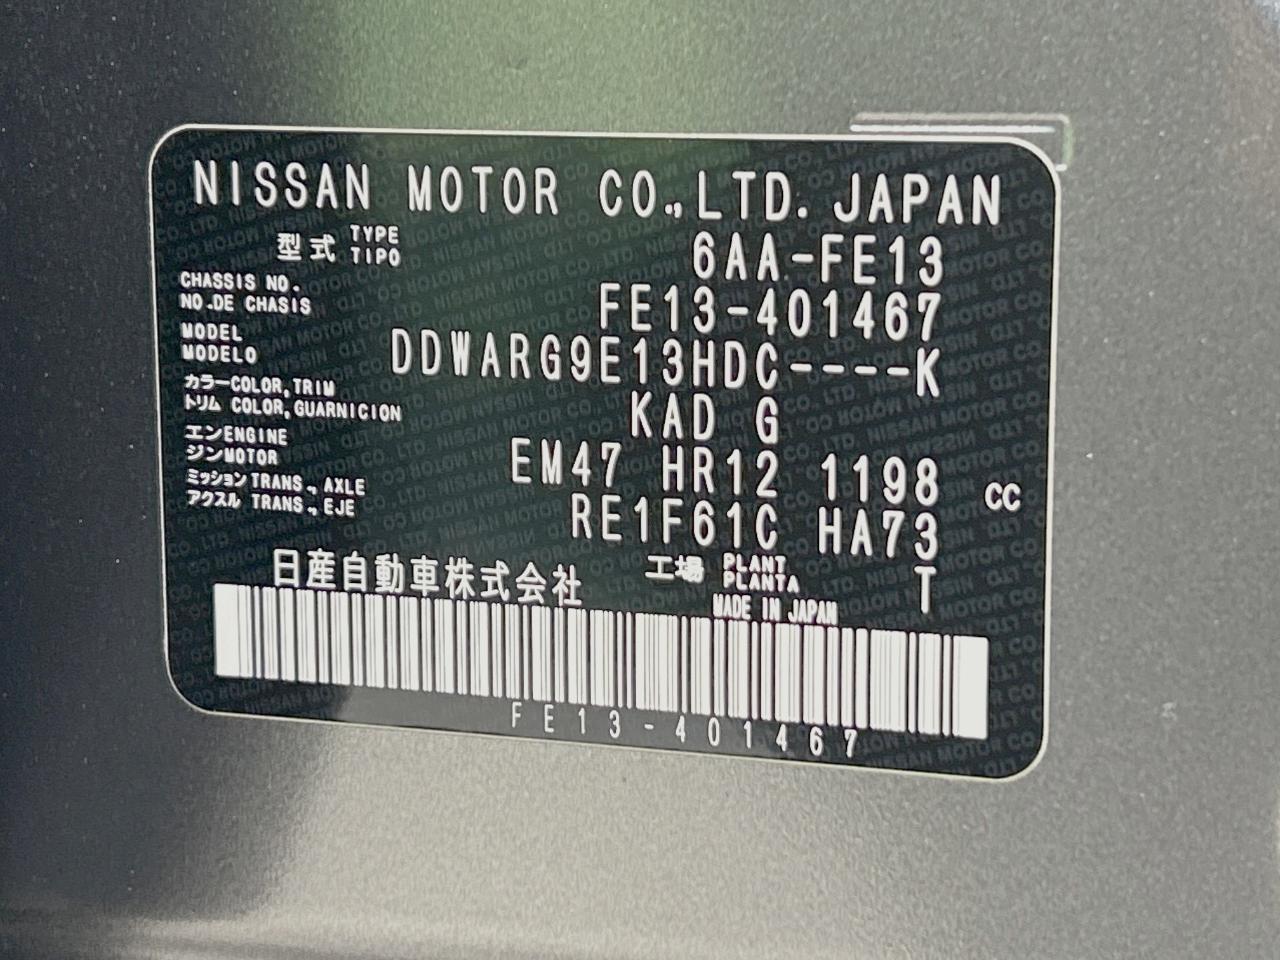 NISSAN MOTOR CO.,LTD. JAPAN
型式 TYPE TIPO 6AA-FE13
CHASSIS NO.
NO.DE CHASIS FE13-401467
MODEL
MODELO DDWARG9E13HDC----K
カラーCOLOR,TRIM
トリム COLOR,GUARNICION KAD G
エンENGINE
ジンMOTOR EM47 HR12 1198 CC
ミッションTRANS.,AXLE
アクスル TRANS.,EJE RE1F61C HA73
日産自動車株式会社 工場 PLANT PLANTA T
MADE IN JAPAN
FE13-401467